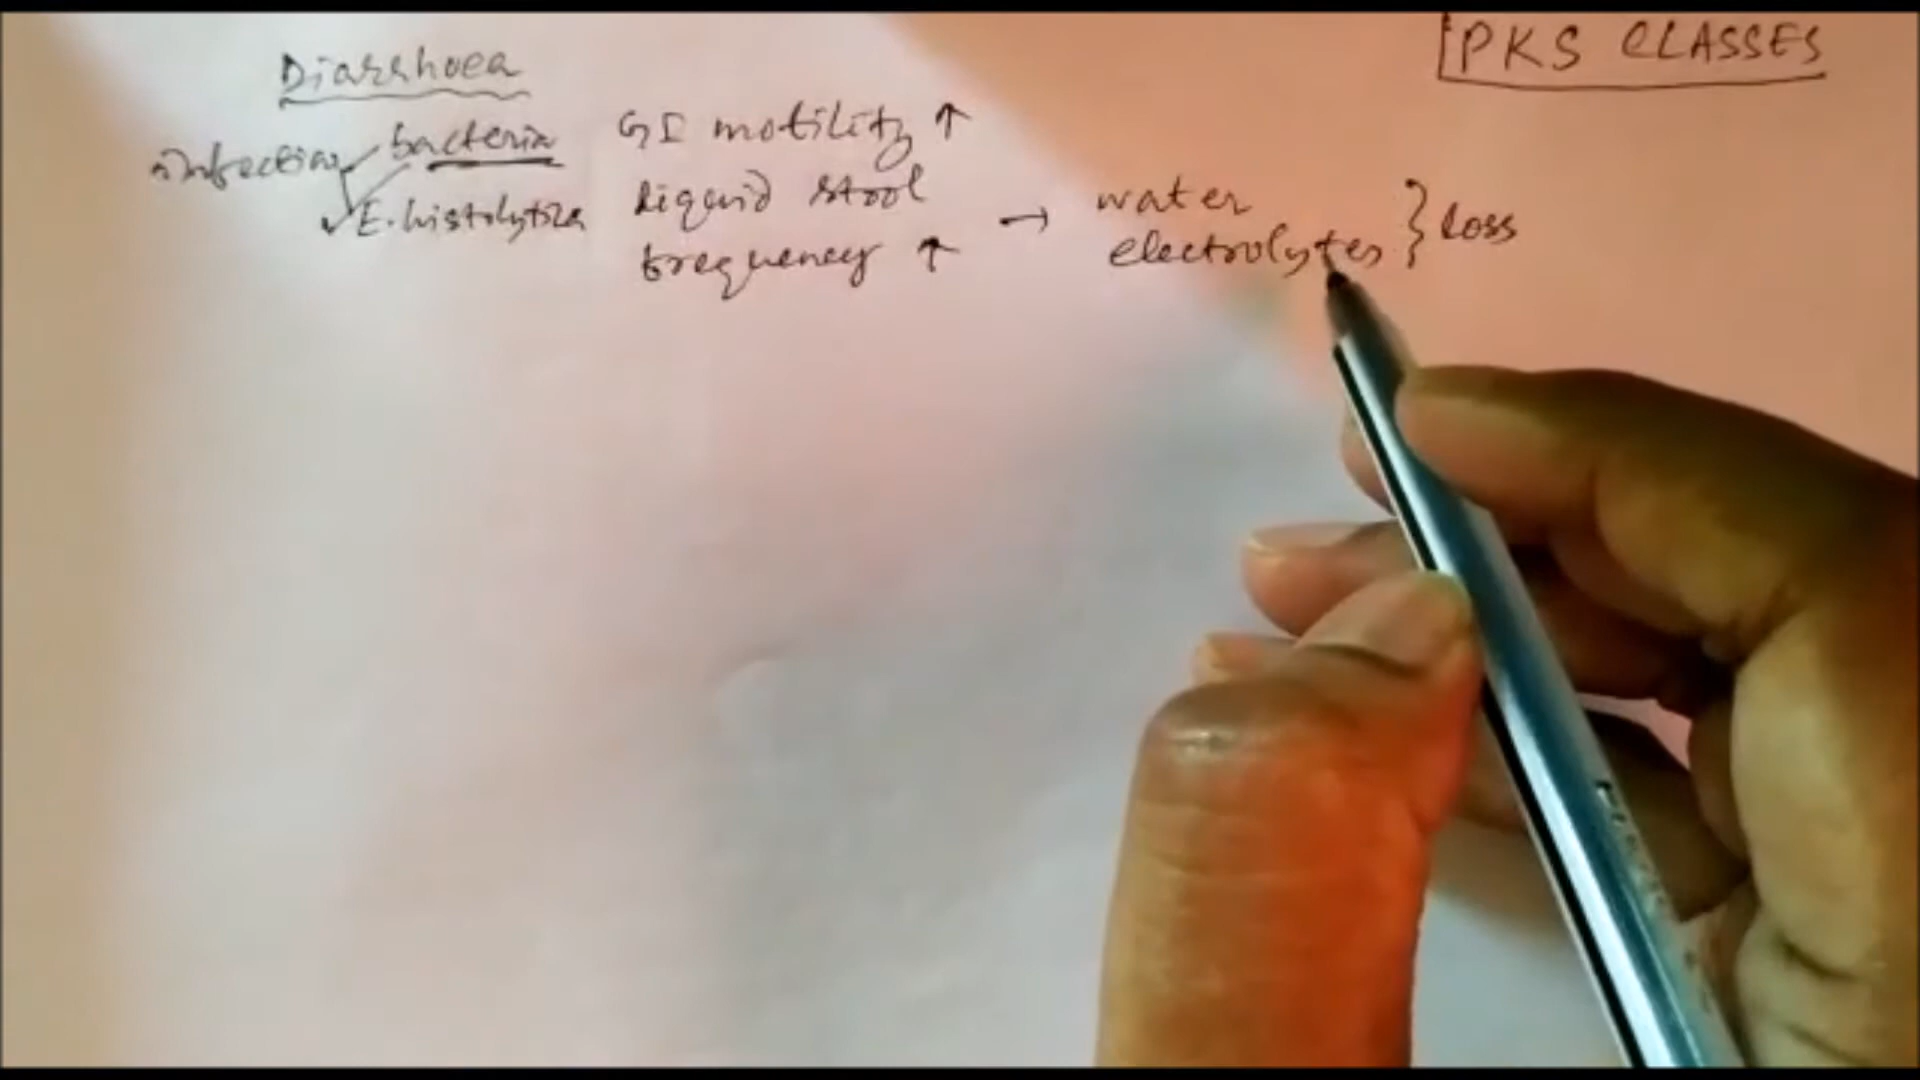 PKS CLASSES
Diarrhoea
infection bacteria
E. histolytica
GI motility ↑
liquid stool
frequency ↑
→ water
electrolytes } loss